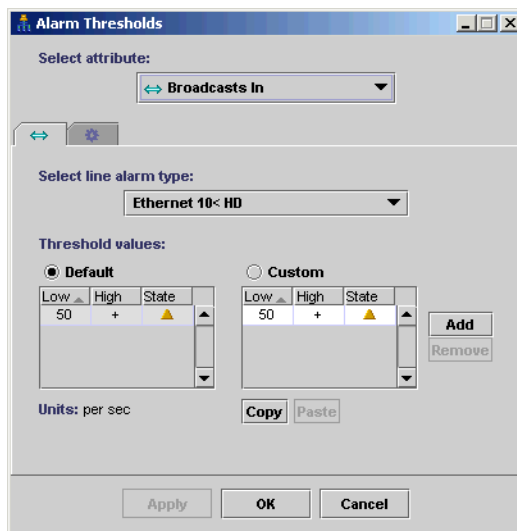 Alarm Thresholds
Select attribute:
Broadcasts In
Select line alarm type:
Ethernet 10< HD
Threshold values:
Default Custom
Low High State Low High State
50 + 50 +
Add
Remove
Units: per sec Copy Paste
Apply OK Cancel